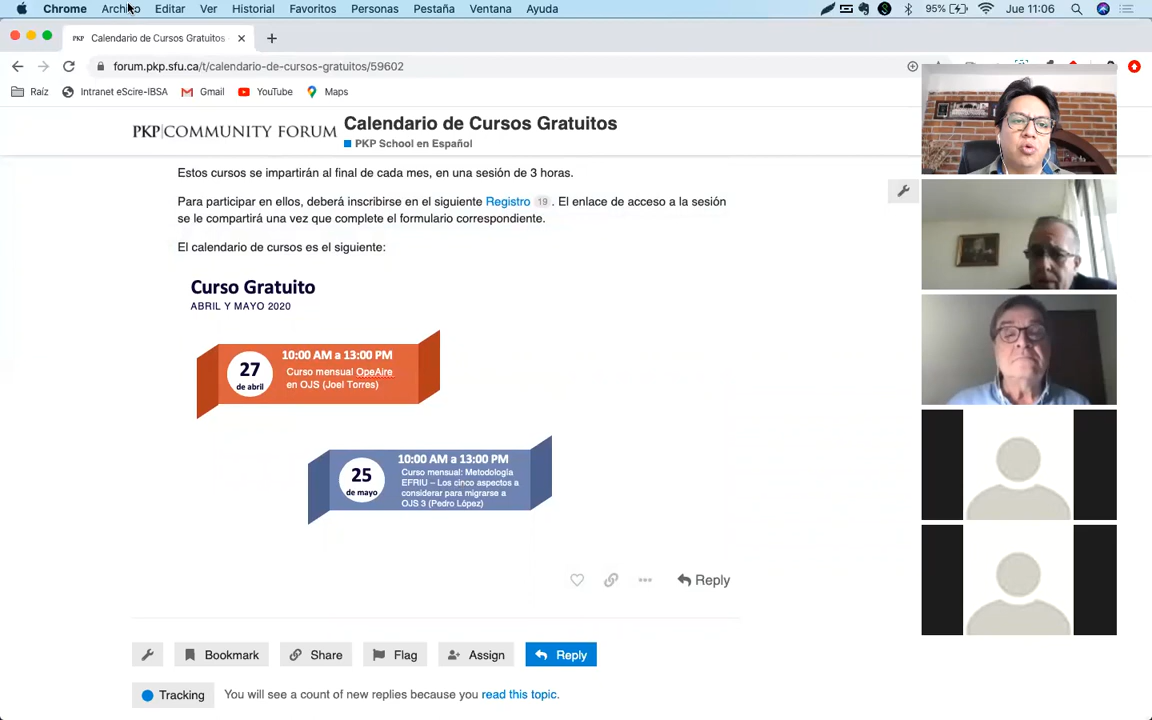 Chrome Archivo Editar Ver Historial Favoritos Personas Pestaña Ventana Ayuda 95% Jue 11:06
PKP Calendario de Cursos Gratuitos
forum.pkp.sfu.ca/t/calendario-de-cursos-gratuitos/59602
Raíz Intranet eScire-IBSA Gmail YouTube Maps
PKP|COMMUNITY FORUM Calendario de Cursos Gratuitos
PKP School en Español
Estos cursos se impartirán al final de cada mes, en una sesión de 3 horas.
Para participar en ellos, deberá inscribirse en el siguiente Registro 19 . El enlace de acceso a la sesión
se le compartirá una vez que complete el formulario correspondiente.
El calendario de cursos es el siguiente:
Curso Gratuito
ABRIL Y MAYO 2020
27
de abril
10:00 AM a 13:00 PM
Curso mensual OpeAire
en OJS (Joel Torres)
25
de mayo
10:00 AM a 13:00 PM
Curso mensual: Metodología
EFRIU – Los cinco aspectos a
considerar para migrarse a
OJS 3 (Pedro López)
Reply
Bookmark Share Flag Assign Reply
Tracking You will see a count of new replies because you read this topic.